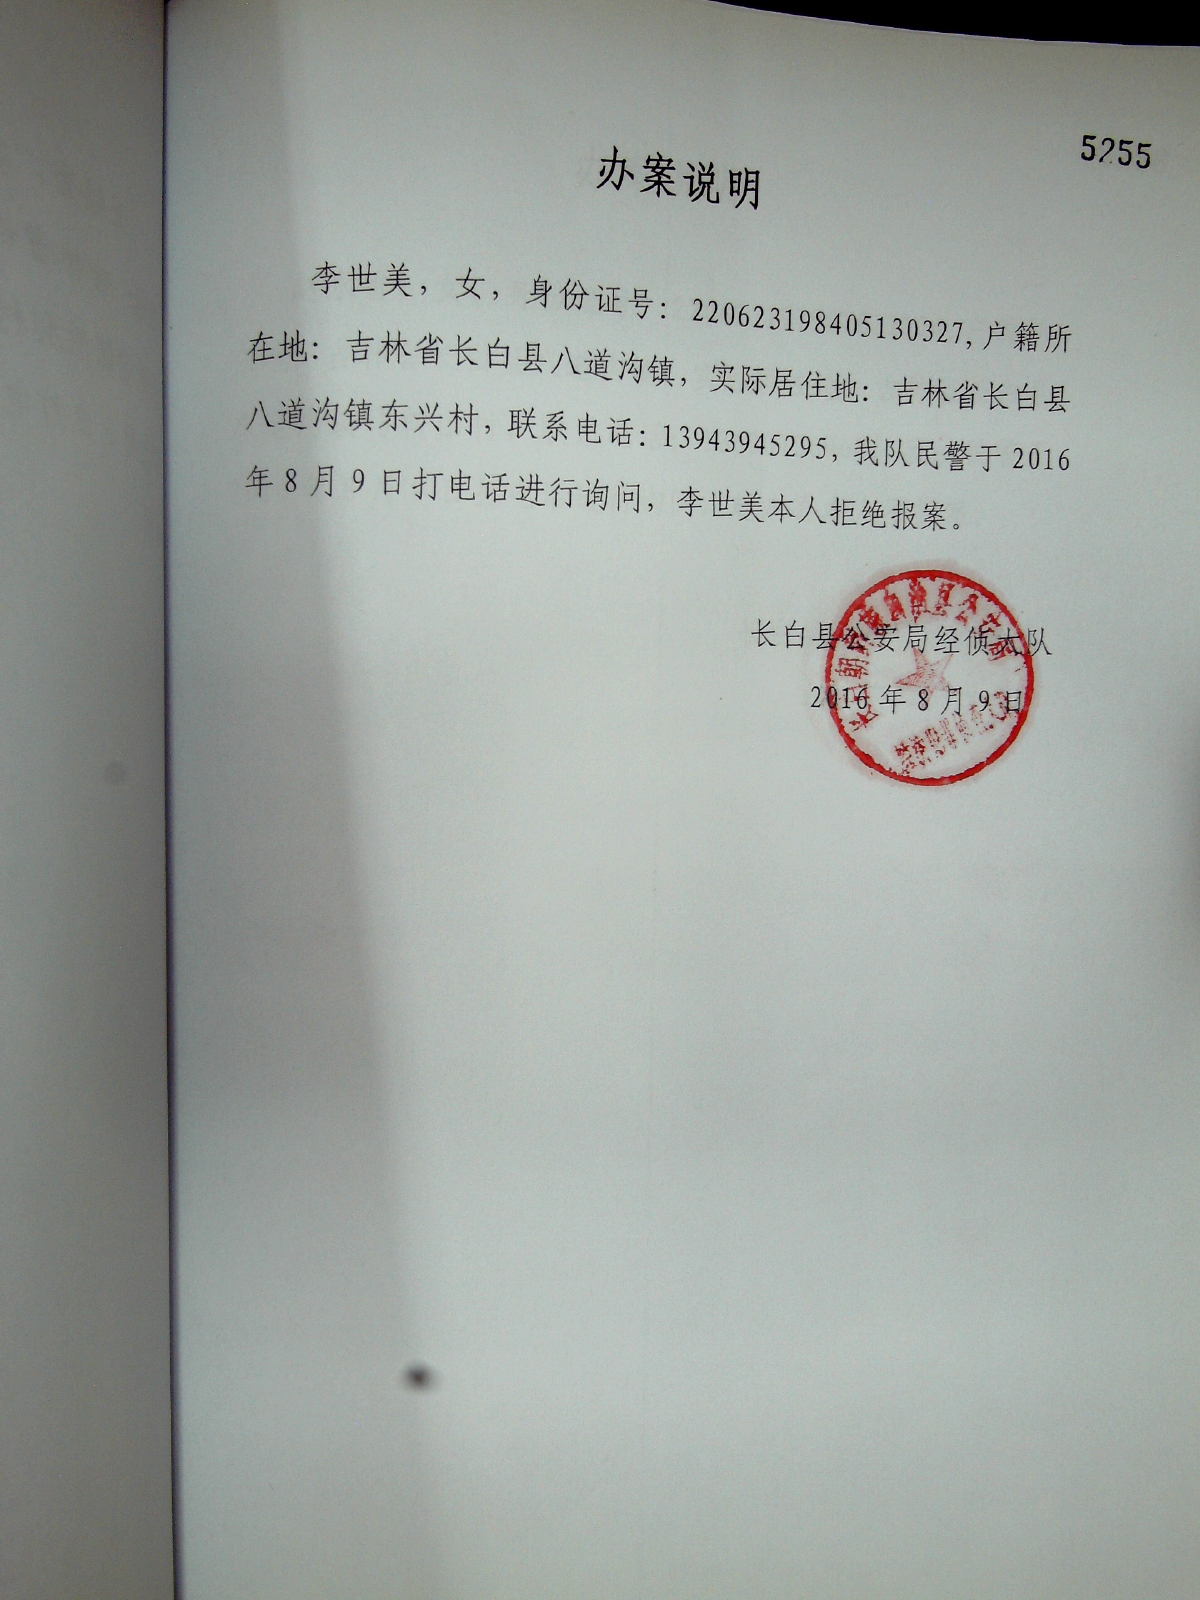 5255
办案说明
李世美，女，身份证号：220623198405130327,户籍所
在地：吉林省长白县八道沟镇，实际居住地：吉林省长白县
八道沟镇东兴村，联系电话：13943945295，我队民警于2016
年8月9日打电话进行询问，李世美本人拒绝报案。
长白县公安局经侦大队
2016年8月9日